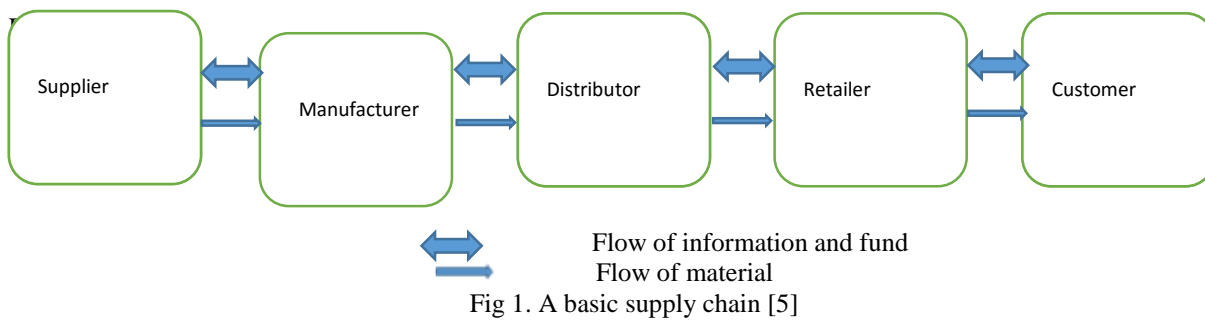 Supplier
Manufacturer
Distributor
Retailer
Customer
Flow of information and fund
Flow of material
Fig 1. A basic supply chain [5]